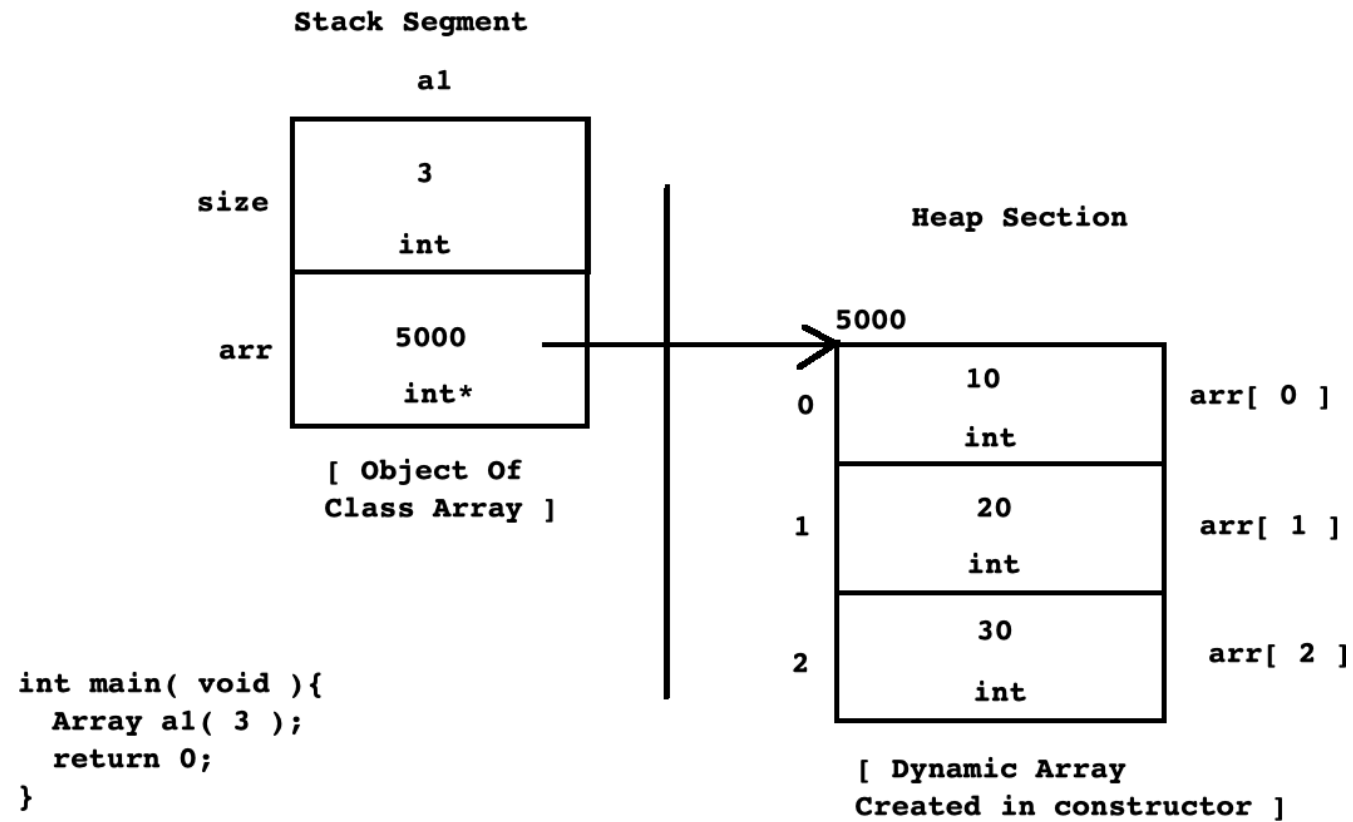 Stack Segment
a1
size
3
int
arr
5000
int*
[ Object Of
Class Array ]
Heap Section
5000
0
10
int
arr[ 0 ]
1
20
int
arr[ 1 ]
2
30
int
arr[ 2 ]
[ Dynamic Array
Created in constructor ]
int main( void ){
  Array a1( 3 );
  return 0;
}